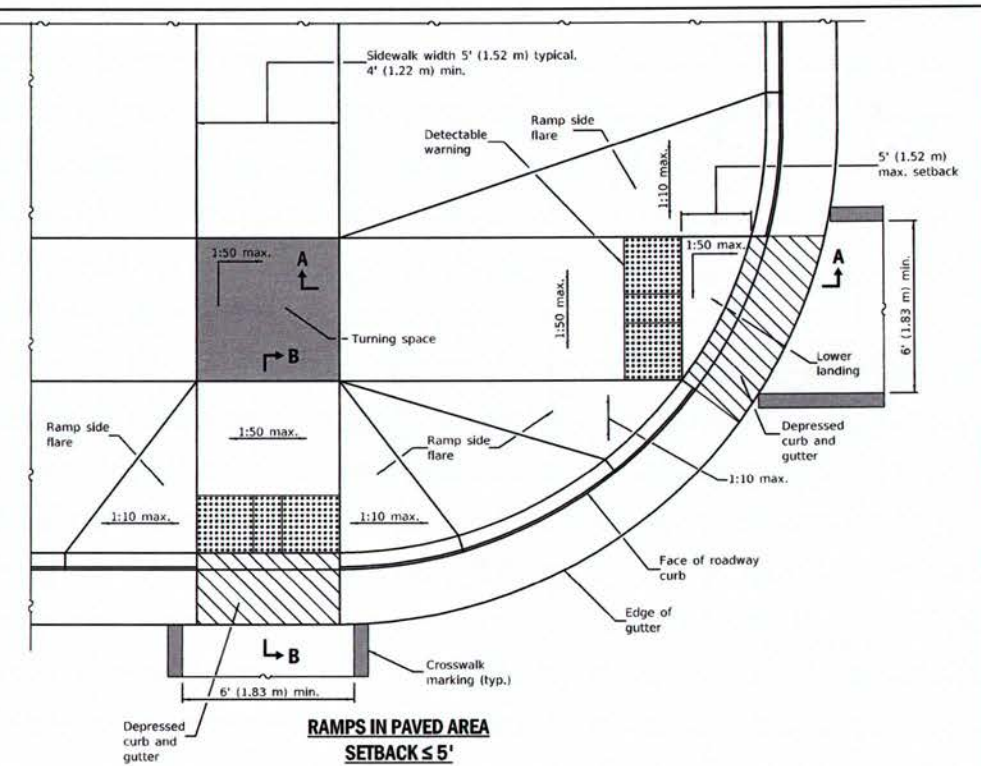 Sidewalk width 5' (1.52 m) typical,
4' (1.22 m) min.
Detectable
warning
Ramp side
flare
1:10 max.
5' (1.52 m)
max. setback
1:50 max.
A
1:50 max.
1:50 max.
A
6' (1.83 m) min.
Turning space
B
Lower
landing
Ramp side
flare
1:50 max.
Ramp side
flare
Depressed
curb and
gutter
1:10 max.
1:10 max.
1:10 max.
Face of roadway
curb
Edge of
gutter
B
Crosswalk
marking (typ.)
6' (1.83 m) min.
Depressed
curb and
gutter
RAMPS IN PAVED AREA
SETBACK ≤ 5'